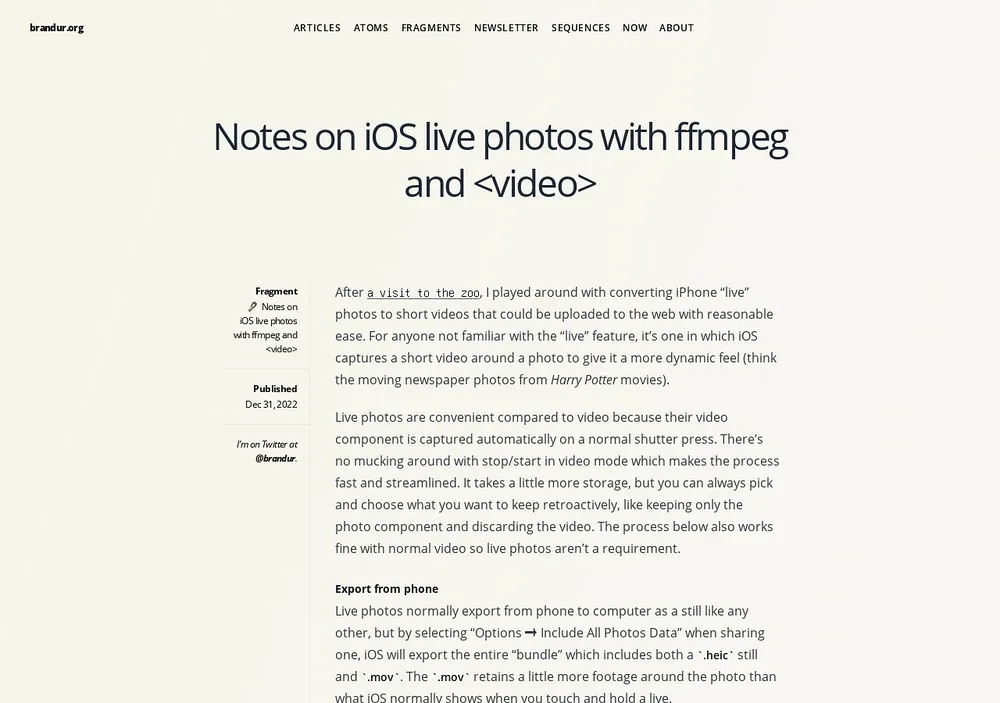 brandur.org
ARTICLES ATOMS FRAGMENTS NEWSLETTER SEQUENCES NOW ABOUT
Notes on iOS live photos with ffmpeg
and <video>
Fragment
Notes on
iOS live photos
with ffmpeg and
<video>
Published
Dec 31, 2022
I'm on Twitter at
@brandur.
After a visit to the zoo, I played around with converting iPhone “live”
photos to short videos that could be uploaded to the web with reasonable
ease. For anyone not familiar with the “live” feature, it’s one in which iOS
captures a short video around a photo to give it a more dynamic feel (think
the moving newspaper photos from Harry Potter movies).
Live photos are convenient compared to video because their video
component is captured automatically on a normal shutter press. There’s
no mucking around with stop/start in video mode which makes the process
fast and streamlined. It takes a little more storage, but you can always pick
and choose what you want to keep retroactively, like keeping only the
photo component and discarding the video. The process below also works
fine with normal video so live photos aren’t a requirement.
Export from phone
Live photos normally export from phone to computer as a still like any
other, but by selecting “Options → Include All Photos Data” when sharing
one, iOS will export the entire “bundle” which includes both a `.heic` still
and `.mov`. The `.mov` retains a little more footage around the photo than
what iOS normally shows when you touch and hold a live.